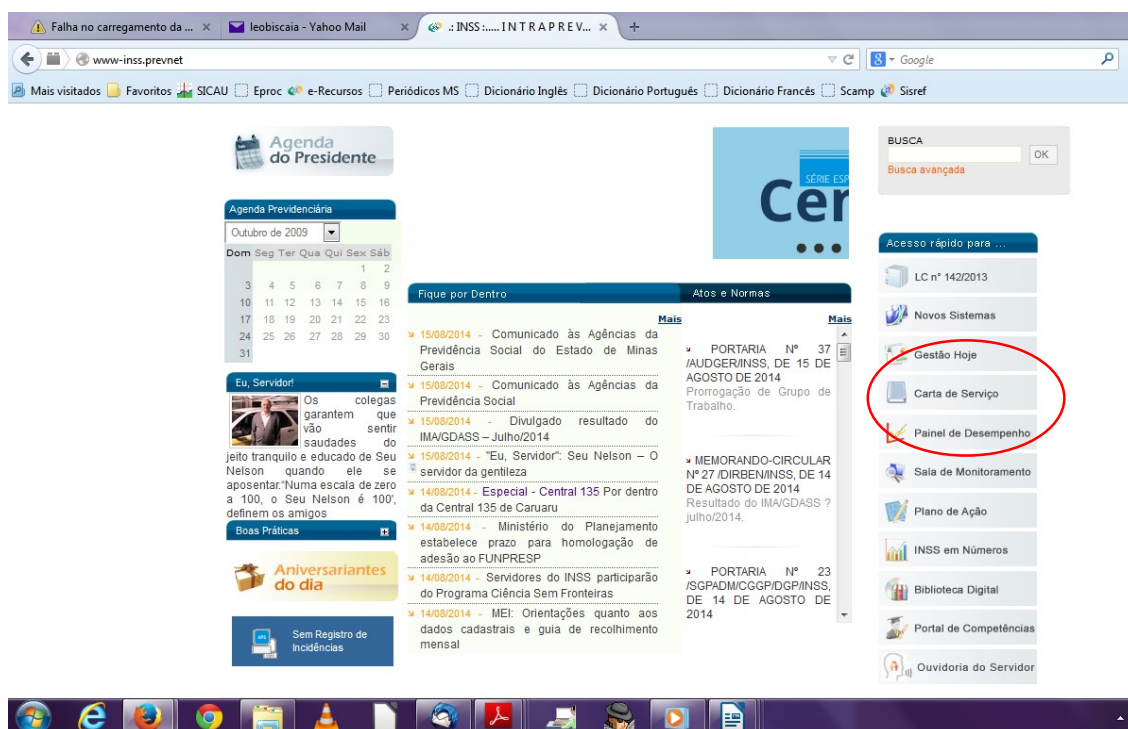 Falha no carregamento da ...
leobiscaia - Yahoo Mail
.: INSS :..... I N T R A P R E V...
www-inss.prevnet
Google
Mais visitados
Favoritos
SICAU
Eproc
e-Recursos
Periódicos MS
Dicionário Inglês
Dicionário Português
Dicionário Francês
Scamp
Sisref
Agenda
do Presidente
Agenda Previdenciária
Outubro de 2009
Dom Seg Ter Qua Qui Sex Sáb
1 2
3 4 5 6 7 8 9
10 11 12 13 14 15 16
17 18 19 20 21 22 23
24 25 26 27 28 29 30
31
Eu, Servidor!
Os colegas
garantem que
vão sentir
saudades do
jeito tranquilo e educado de Seu
Nelson quando ele se
aposentar."Numa escala de zero
a 100, o Seu Nelson é 100',
definem os amigos
Boas Práticas
Aniversariantes
do dia
Sem Registro de
Incidências
SÉRIE ESP
Cer
Fique por Dentro
Mais
15/08/2014 - Comunicado às Agências da
Previdência Social do Estado de Minas
Gerais
15/08/2014 - Comunicado às Agências da
Previdência Social
15/08/2014 - Divulgado resultado do
IMA/GDASS – Julho/2014
15/08/2014 - "Eu, Servidor": Seu Nelson – O
servidor da gentileza
14/08/2014 - Especial - Central 135 Por dentro
da Central 135 de Caruaru
14/08/2014 - Ministério do Planejamento
estabelece prazo para homologação de
adesão ao FUNPRESP
14/08/2014 - Servidores do INSS participarão
do Programa Ciência Sem Fronteiras
14/08/2014 - MEI: Orientações quanto aos
dados cadastrais e guia de recolhimento
mensal
Atos e Normas
Mais
PORTARIA Nº 37
/AUDGER/INSS, DE 15 DE
AGOSTO DE 2014
Prorrogação de Grupo de
Trabalho.
MEMORANDO-CIRCULAR
Nº 27 /DIRBEN/INSS, DE 14
DE AGOSTO DE 2014
Resultado do IMA/GDASS ?
julho/2014.
PORTARIA Nº 23
/SGPADM/CGGP/DGP/INSS,
DE 14 DE AGOSTO DE
2014
BUSCA
OK
Busca avançada
Acesso rápido para ...
LC n° 142/2013
Novos Sistemas
Gestão Hoje
Carta de Serviço
Painel de Desempenho
Sala de Monitoramento
Plano de Ação
INSS em Números
Biblioteca Digital
Portal de Competências
Ouvidoria do Servidor